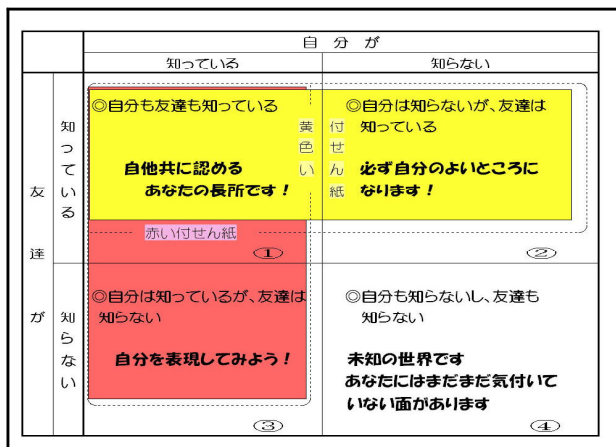 自分が
知っている
知らない
友達が
知っている
知らない
◎自分も友達も知っている
自他共に認める
あなたの長所です！
◎自分は知らないが、友達は
知っている
必ず自分のよいところに
なります！
黄色い付せん紙
赤い付せん紙
①
②
◎自分は知っているが、友達は
知らない
自分を表現してみよう！
◎自分も知らないし、友達も
知らない
未知の世界です
あなたにはまだまだ気付いて
いない面があります
③
④